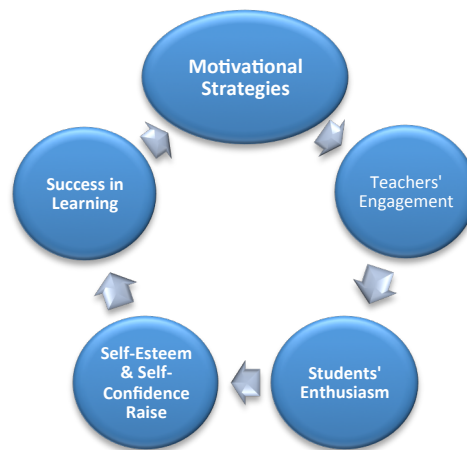 Motivational
Strategies
Teachers'
Engagement
Students'
Enthusiasm
Self-Esteem
& Self-
Confidence
Raise
Success in
Learning